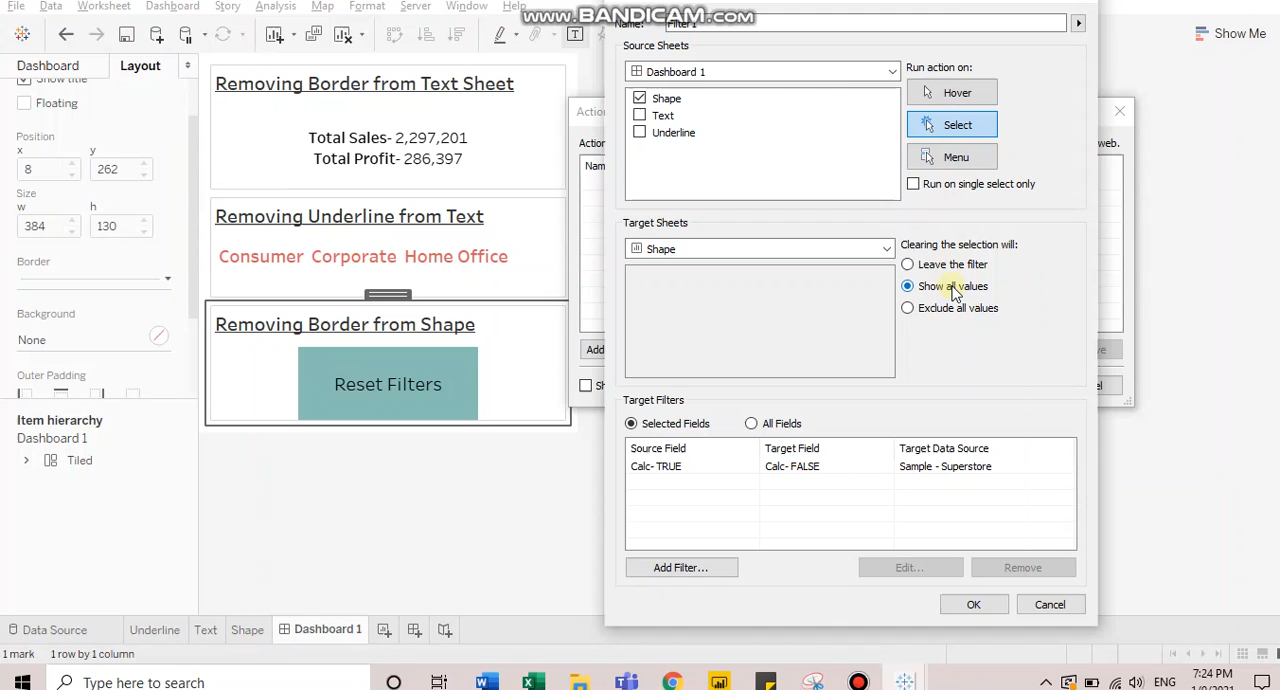 File Data Worksheet Dashboard Story Analysis Map Format Server Window Help
www.BANDICAM.com
Show Me
Dashboard Layout
Show title
Floating
Position
x y
8 262
Size
w h
384 130
Border
Background
None
Outer Padding
Item hierarchy
Dashboard 1
Tiled
Removing Border from Text Sheet
Total Sales- 2,297,201
Total Profit- 286,397
Removing Underline from Text
Consumer Corporate Home Office
Removing Border from Shape
Reset Filters
Name: Filter1
Source Sheets
Dashboard 1
Shape
Text
Underline
Run action on:
Hover
Select
Menu
Run on single select only
Target Sheets
Shape
Clearing the selection will:
Leave the filter
Show all values
Exclude all values
Target Filters
Selected Fields All Fields
Source Field Target Field Target Data Source
Calc- TRUE Calc- FALSE Sample - Superstore
Add Filter... Edit... Remove
OK Cancel
web.
Add
Data Source Underline Text Shape Dashboard 1
1 mark 1 row by 1 column
Type here to search
ENG
7:24 PM